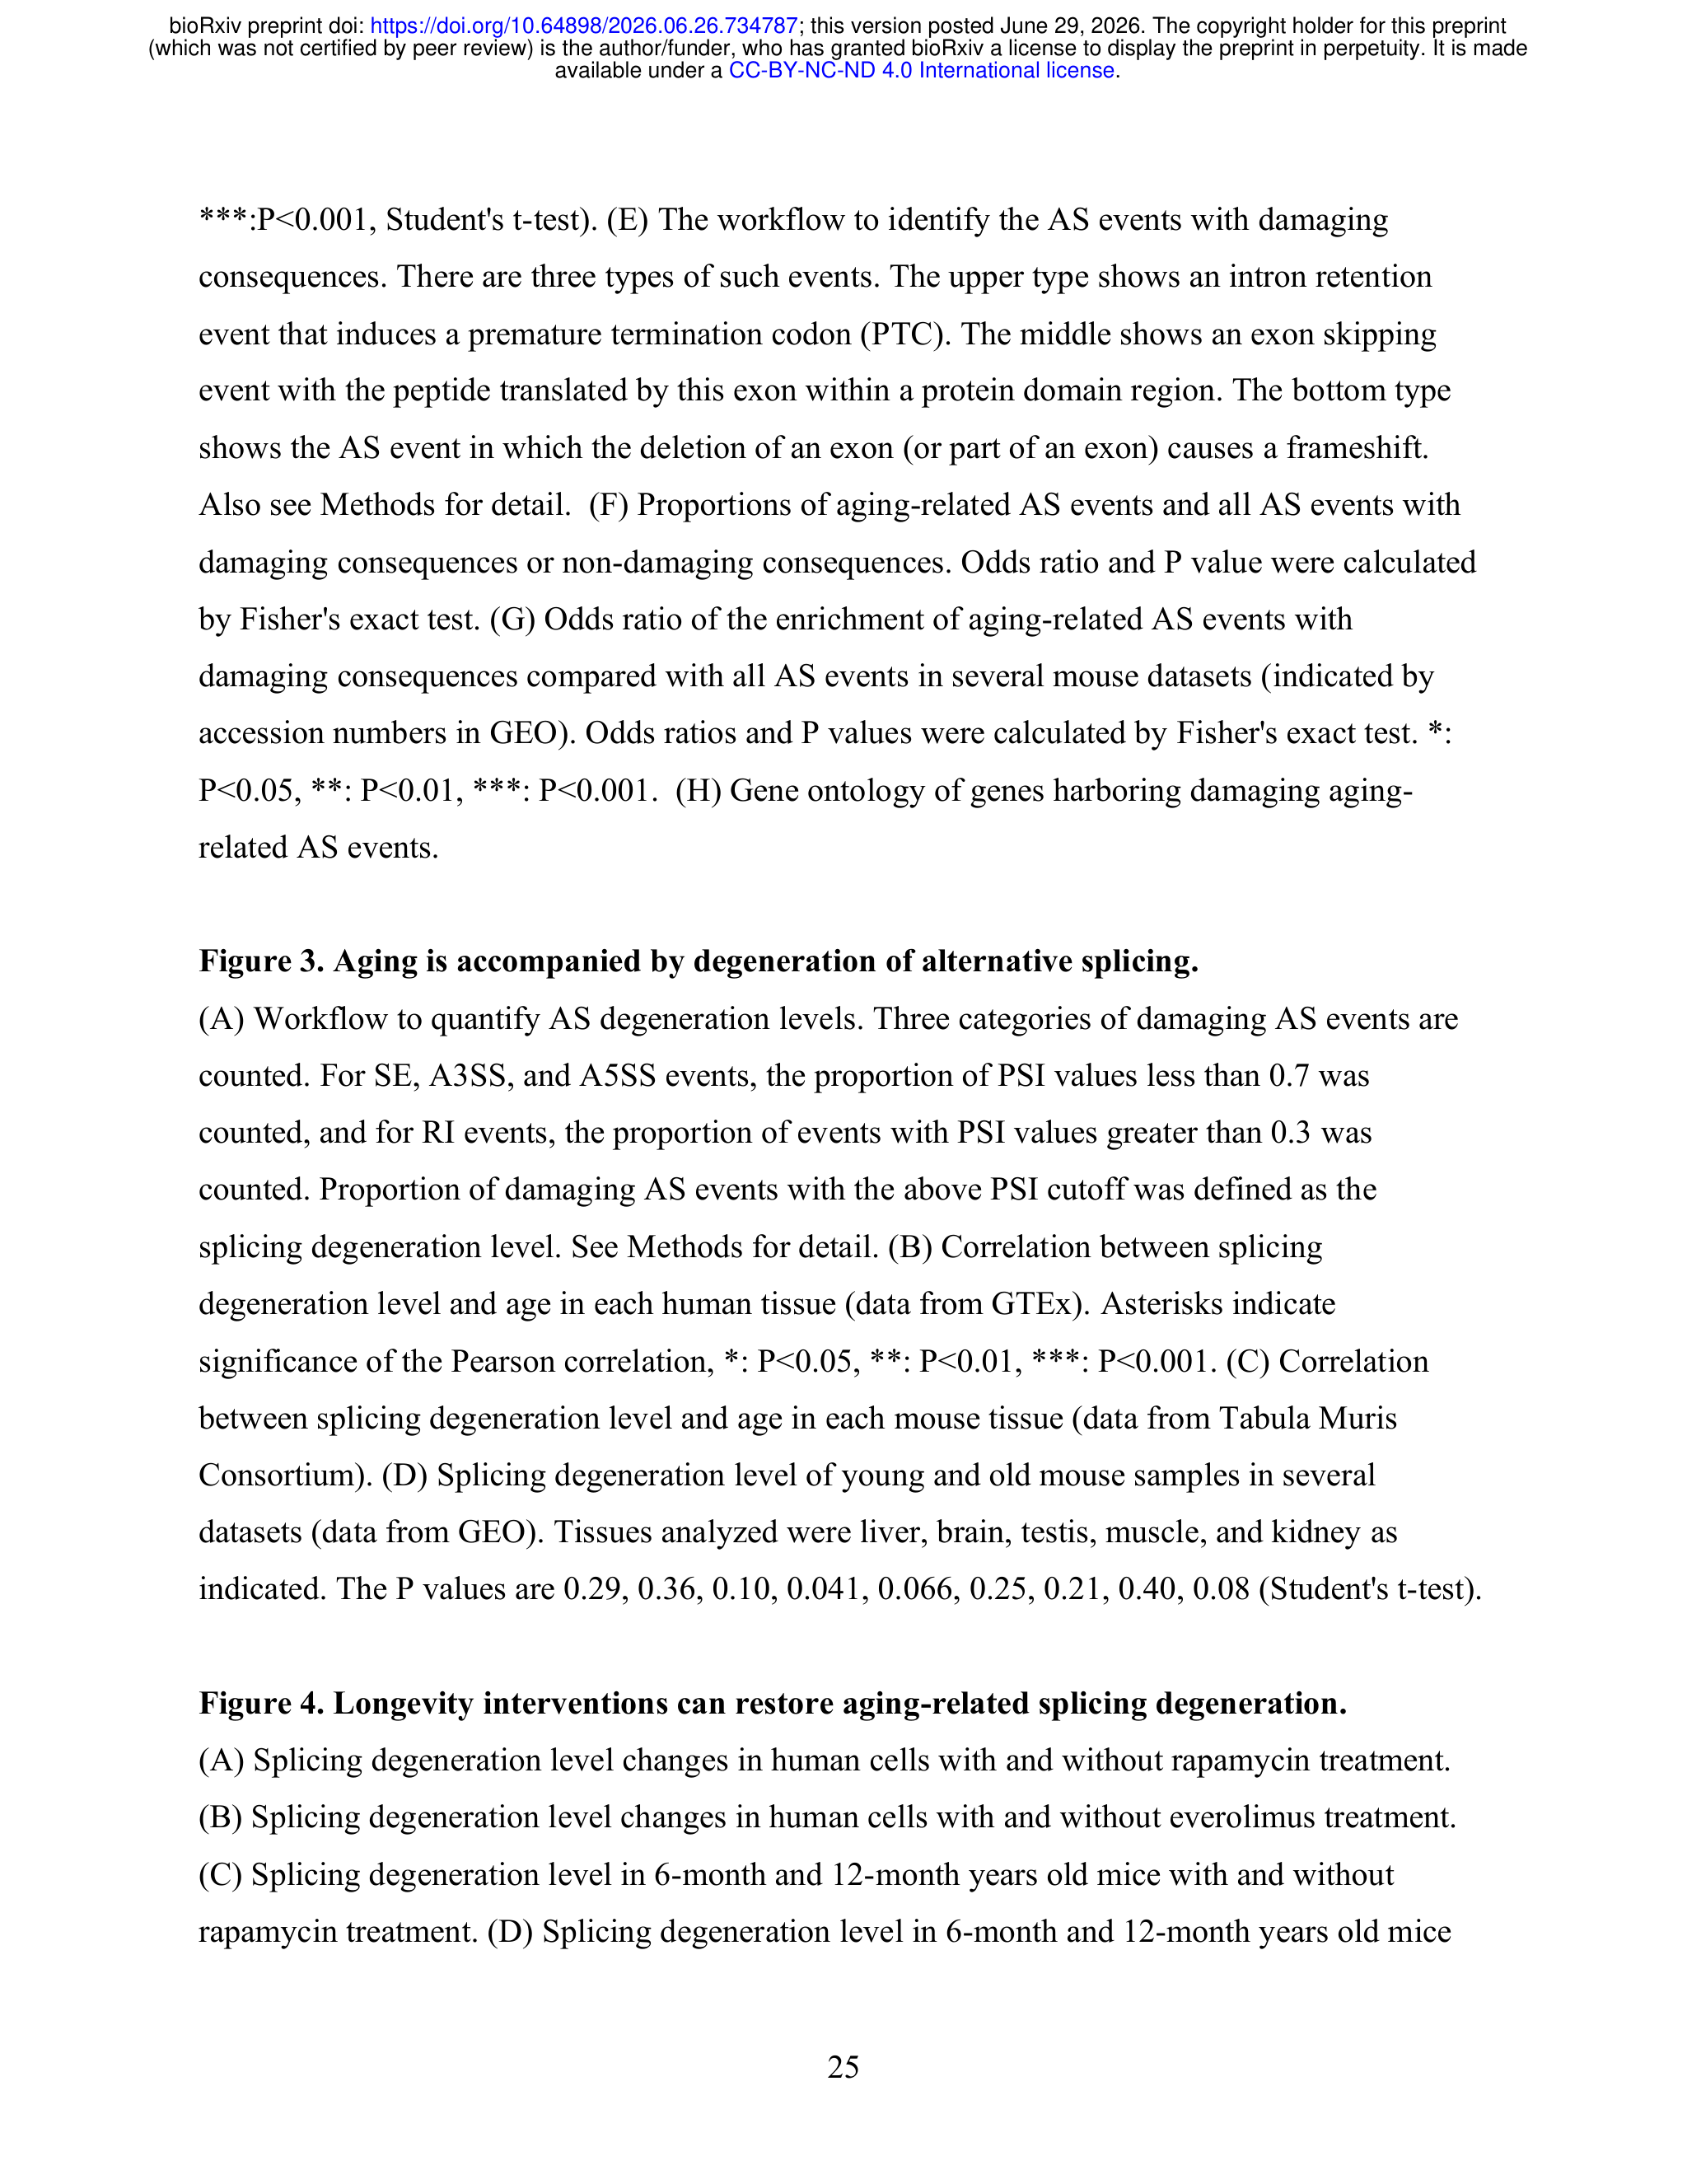 bioRxiv preprint doi: https://doi.org/10.64898/2026.06.26.734787; this version posted June 29, 2026. The copyright holder for this preprint
(which was not certified by peer review) is the author/funder, who has granted bioRxiv a license to display the preprint in perpetuity. It is made
available under a CC-BY-NC-ND 4.0 International license.
***:P<0.001, Student's t-test). (E) The workflow to identify the AS events with damaging
consequences. There are three types of such events. The upper type shows an intron retention
event that induces a premature termination codon (PTC). The middle shows an exon skipping
event with the peptide translated by this exon within a protein domain region. The bottom type
shows the AS event in which the deletion of an exon (or part of an exon) causes a frameshift.
Also see Methods for detail.  (F) Proportions of aging-related AS events and all AS events with
damaging consequences or non-damaging consequences. Odds ratio and P value were calculated
by Fisher's exact test. (G) Odds ratio of the enrichment of aging-related AS events with
damaging consequences compared with all AS events in several mouse datasets (indicated by
accession numbers in GEO). Odds ratios and P values were calculated by Fisher's exact test. *:
P<0.05, **: P<0.01, ***: P<0.001.  (H) Gene ontology of genes harboring damaging aging-
related AS events.
Figure 3. Aging is accompanied by degeneration of alternative splicing.
(A) Workflow to quantify AS degeneration levels. Three categories of damaging AS events are
counted. For SE, A3SS, and A5SS events, the proportion of PSI values less than 0.7 was
counted, and for RI events, the proportion of events with PSI values greater than 0.3 was
counted. Proportion of damaging AS events with the above PSI cutoff was defined as the
splicing degeneration level. See Methods for detail. (B) Correlation between splicing
degeneration level and age in each human tissue (data from GTEx). Asterisks indicate
significance of the Pearson correlation, *: P<0.05, **: P<0.01, ***: P<0.001. (C) Correlation
between splicing degeneration level and age in each mouse tissue (data from Tabula Muris
Consortium). (D) Splicing degeneration level of young and old mouse samples in several
datasets (data from GEO). Tissues analyzed were liver, brain, testis, muscle, and kidney as
indicated. The P values are 0.29, 0.36, 0.10, 0.041, 0.066, 0.25, 0.21, 0.40, 0.08 (Student's t-test).
Figure 4. Longevity interventions can restore aging-related splicing degeneration.
(A) Splicing degeneration level changes in human cells with and without rapamycin treatment.
(B) Splicing degeneration level changes in human cells with and without everolimus treatment.
(C) Splicing degeneration level in 6-month and 12-month years old mice with and without
rapamycin treatment. (D) Splicing degeneration level in 6-month and 12-month years old mice
25